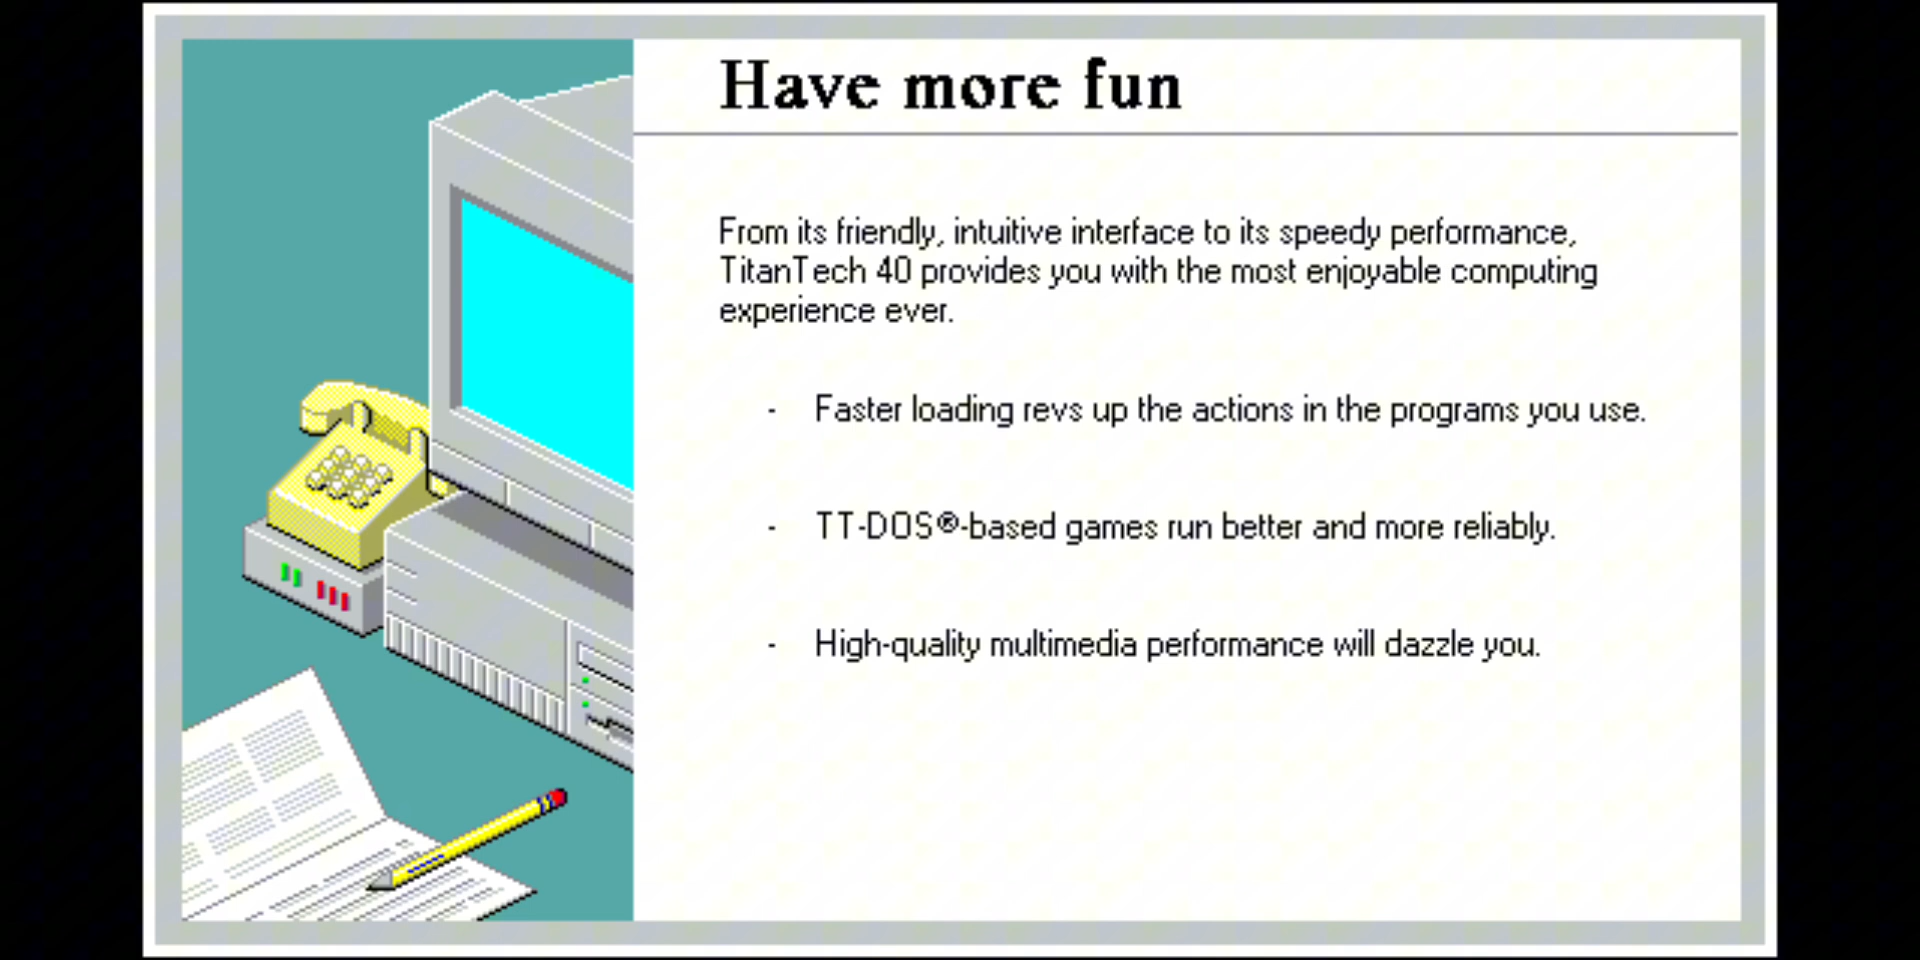 Have more fun
From its friendly, intuitive interface to its speedy performance,
TitanTech 40 provides you with the most enjoyable computing
experience ever.
- Faster loading revs up the actions in the programs you use.
- TT-DOS®-based games run better and more reliably.
- High-quality multimedia performance will dazzle you.